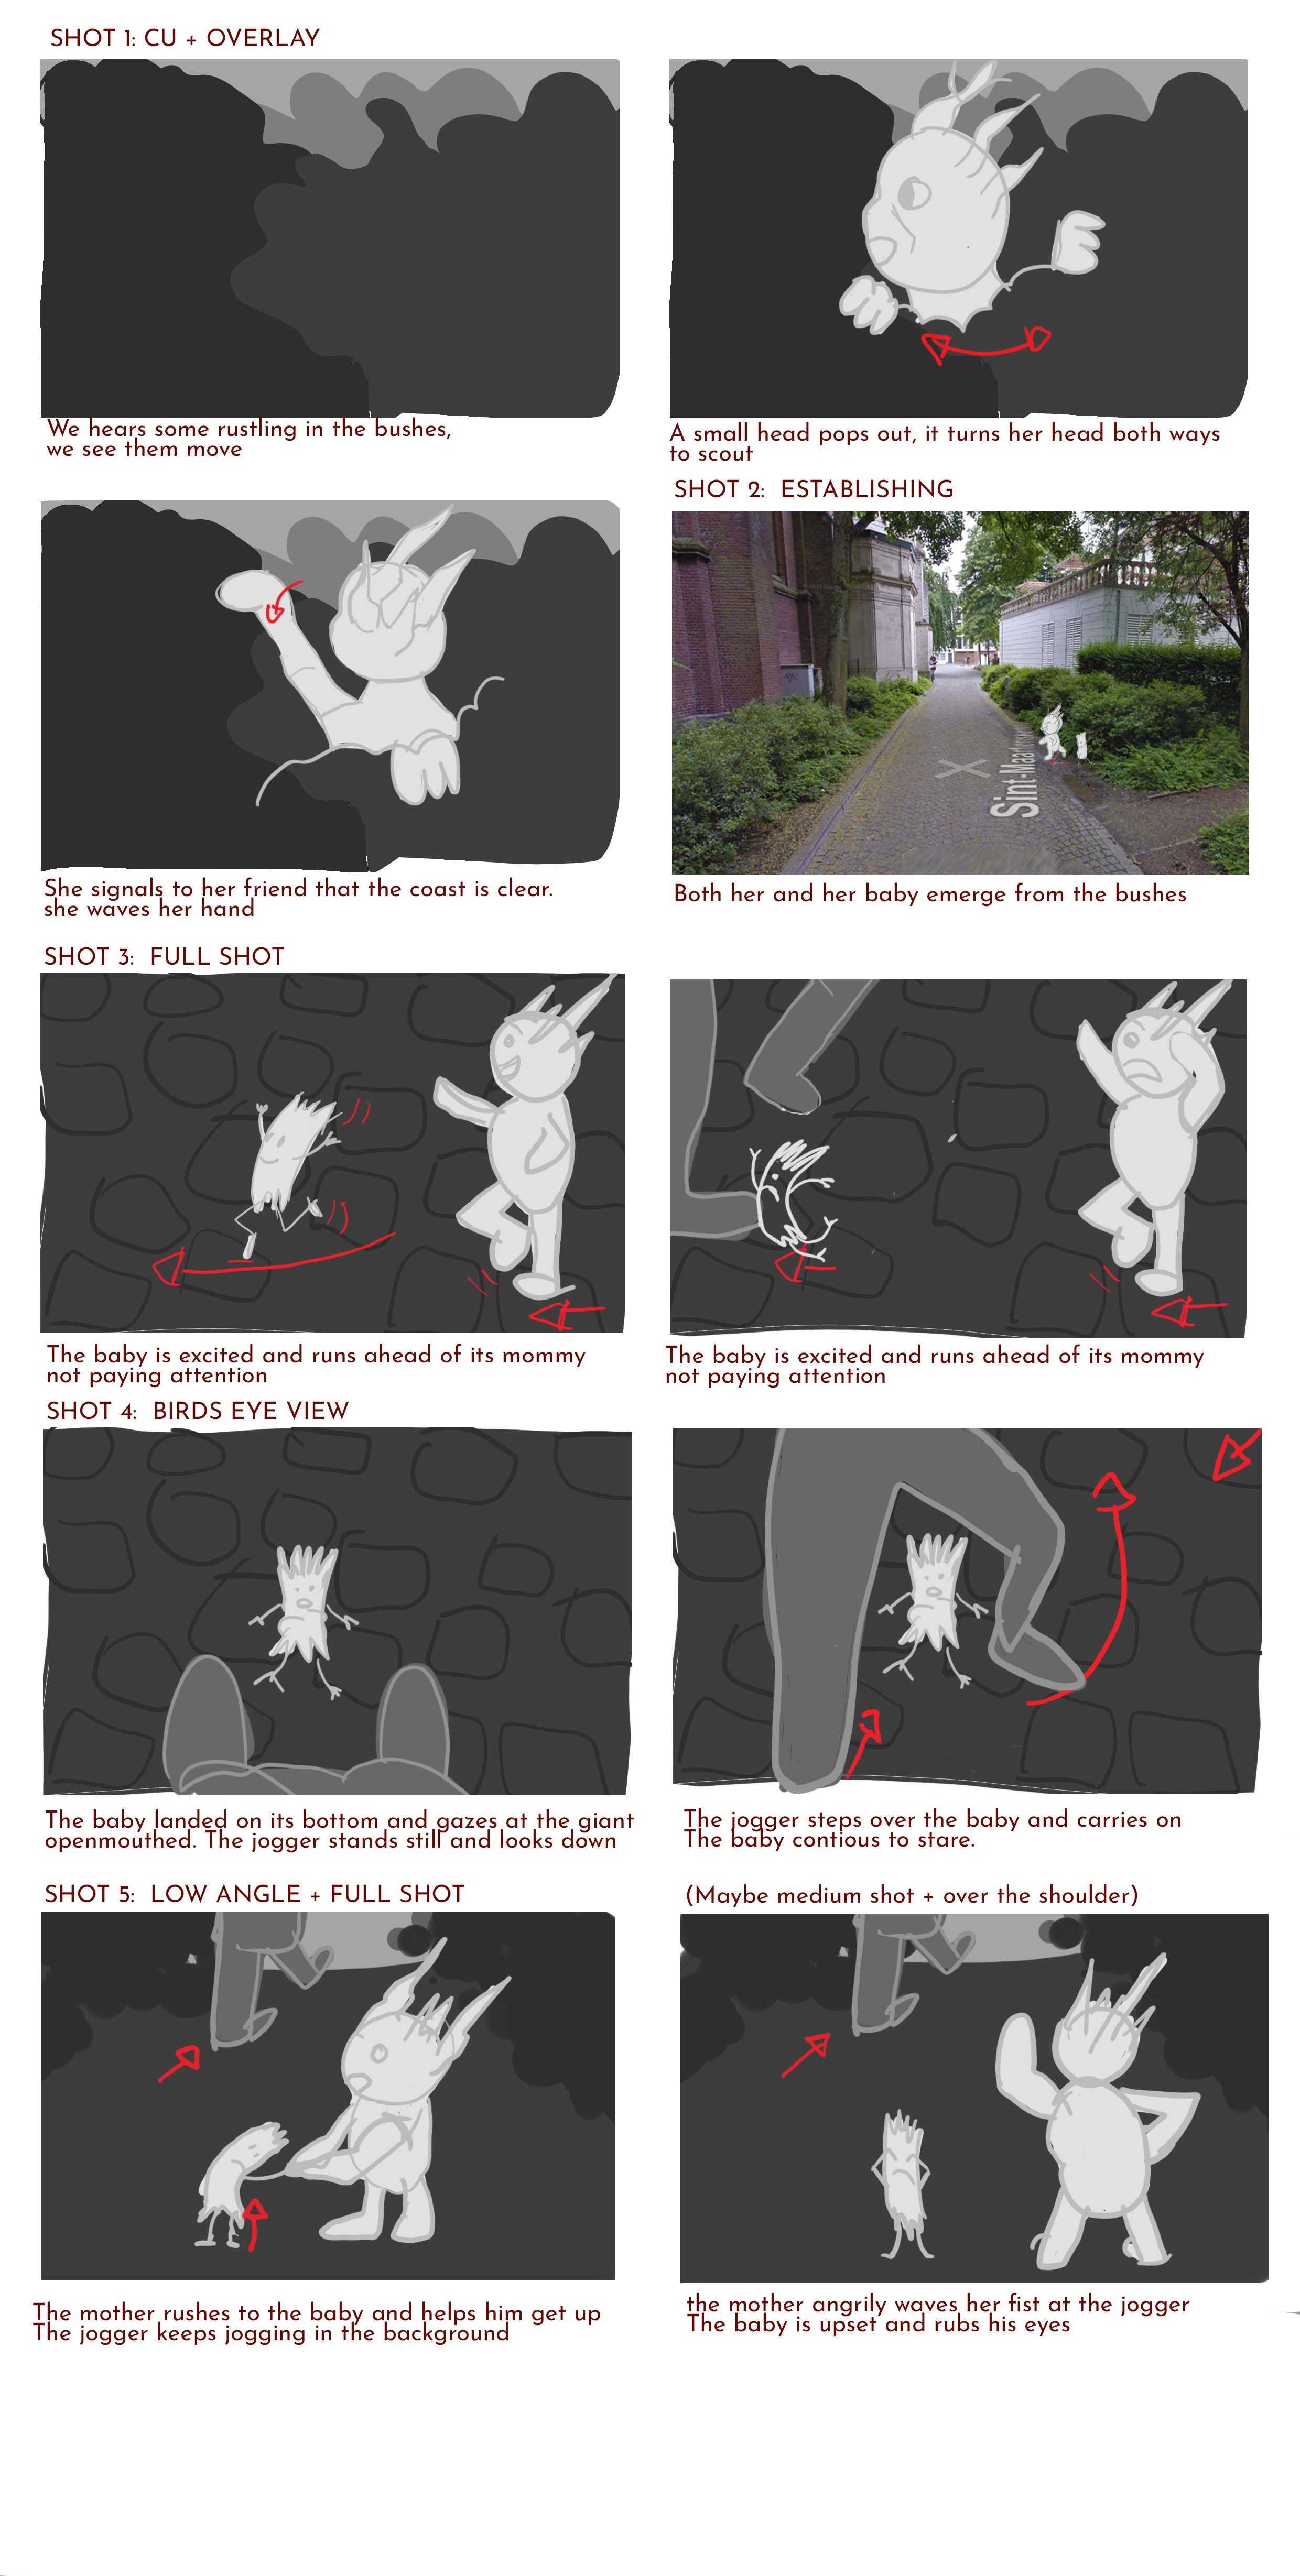 SHOT 1: CU + OVERLAY
We hears some rustling in the bushes,
we see them move
A small head pops out, it turns her head both ways
to scout
She signals to her friend that the coast is clear.
she waves her hand
SHOT 2: ESTABLISHING
Sint-Maarten
Both her and her baby emerge from the bushes
SHOT 3: FULL SHOT
The baby is excited and runs ahead of its mommy
not paying attention
The baby is excited and runs ahead of its mommy
not paying attention
SHOT 4: BIRDS EYE VIEW
The baby landed on its bottom and gazes at the giant
openmouthed. The jogger stands still and looks down
The jogger steps over the baby and carries on
The baby contious to stare.
SHOT 5: LOW ANGLE + FULL SHOT
The mother rushes to the baby and helps him get up
The jogger keeps jogging in the background
(Maybe medium shot + over the shoulder)
the mother angrily waves her fist at the jogger
The baby is upset and rubs his eyes